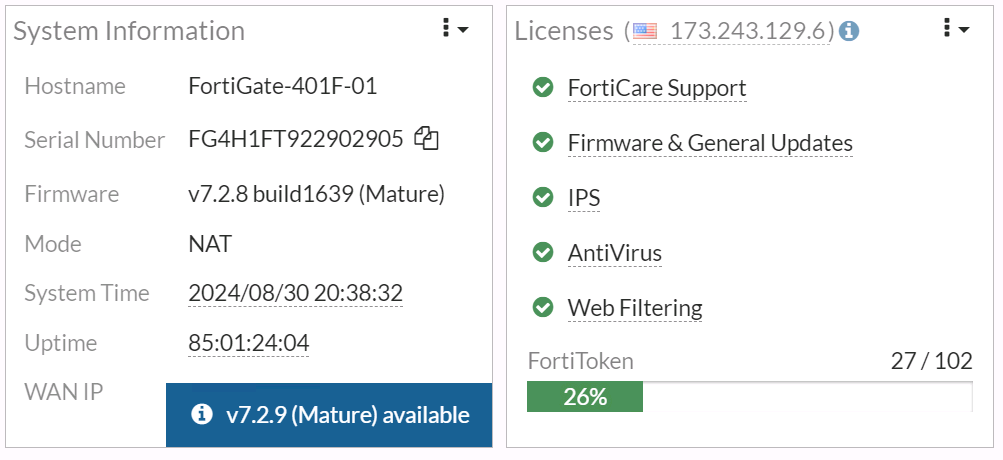 System Information
Hostname FortiGate-401F-01
Serial Number FG4H1FT922902905
Firmware v7.2.8 build1639 (Mature)
Mode NAT
System Time 2024/08/30 20:38:32
Uptime 85:01:24:04
WAN IP
v7.2.9 (Mature) available
Licenses ( 173.243.129.6)
FortiCare Support
Firmware & General Updates
IPS
AntiVirus
Web Filtering
FortiToken 27 / 102
26%